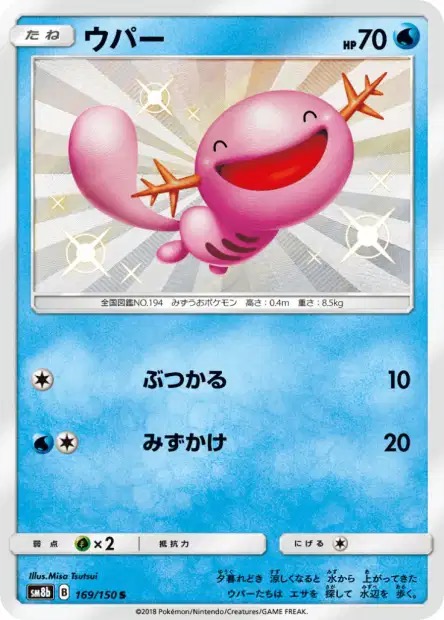 たね ウパー HP70
全国図鑑NO.194 みずうおポケモン 高さ:0.4m 重さ:8.5kg
ぶつかる 10
みずかけ 20
弱点 ×2 抵抗力 にげる
Illus.Misa Tsutsui
夕暮れどき 涼しくなると 水から 上がってきた
ウパーたちは エサを 探して 水辺を 歩く。
sm8b B 169/150 S
©2018 Pokémon/Nintendo/Creatures/GAME FREAK.